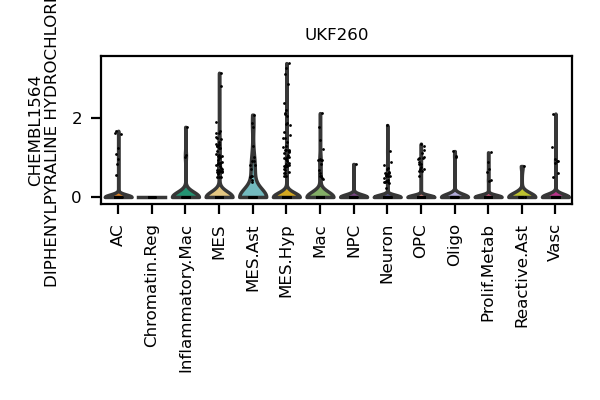 UKF260
CHEMBL1564
DIPHENYLPYRALINE HYDROCHLORI
2
0
AC
Chromatin.Reg
Inflammatory.Mac
MES
MES.Ast
MES.Hyp
Mac
NPC
Neuron
OPC
Oligo
Prolif.Metab
Reactive.Ast
Vasc